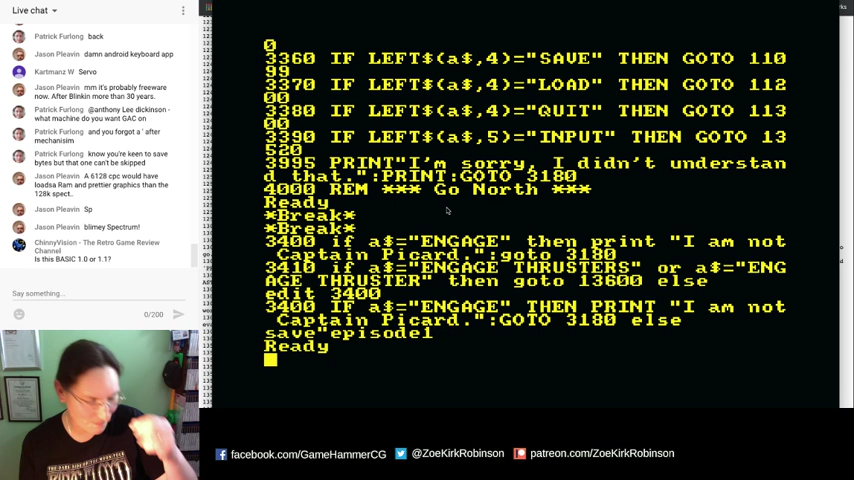 Live chat
Patrick Furlong back
Jason Pleavin damn android keyboard app
Kartmanz W Servo
Jason Pleavin mm it's probably freeware
now. After Blinkin more than 30 years.
Patrick Furlong @anthony Lee dickinson -
what machine do you want GAC on
Patrick Furlong and you forgot a ' after
mechanisim
Patrick Furlong know you're keen to save
bytes but that one can't be skipped
Jason Pleavin A 6128 cpc would have
loadsa Ram and prettier graphics than the
128k spect..
Jason Pleavin Sp
Jason Pleavin blimey Spectrum!
ChinnyVision - The Retro Game Review
Channel
Is this BASIC 1.0 or 1.1?
Say something...
0/200
0
3360 IF LEFT$(a$,4)="SAVE" THEN GOTO 110
99
3370 IF LEFT$(a$,4)="LOAD" THEN GOTO 112
00
3380 IF LEFT$(a$,4)="QUIT" THEN GOTO 113
00
3390 IF LEFT$(a$,5)="INPUT" THEN GOTO 13
520
3995 PRINT"I'm sorry, I didn't understan
d that.":PRINT:GOTO 3180
4000 REM *** Go North ***
Ready
*Break*
*Break*
3400 if a$="ENGAGE" then print "I am not
Captain Picard.":goto 3180
3410 if a$="ENGAGE THRUSTERS" or a$="ENG
AGE THRUSTER" then goto 13600 else
edit 3400
3400 IF a$="ENGAGE" THEN PRINT "I am not
Captain Picard.":GOTO 3180 else
save"episode1
Ready
facebook.com/GameHammerCG
@ZoeKirkRobinson
patreon.com/ZoeKirkRobinson